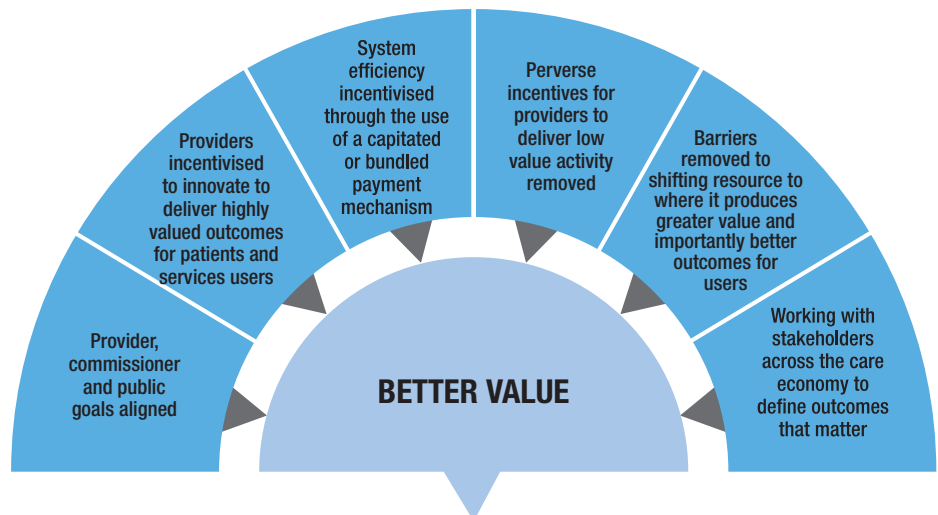 Provider,
commissioner
and public
goals aligned
Providers
incentivised
to innovate to
deliver highly
valued outcomes
for patients and
services users
System
efficiency
incentivised
through the use
of a capitated
or bundled
payment
mechanism
Perverse
incentives for
providers to
deliver low
value activity
removed
Barriers
removed to
shifting resource to
where it produces
greater value and
importantly better
outcomes for
users
Working with
stakeholders
across the care
economy to
define outcomes
that matter
BETTER VALUE